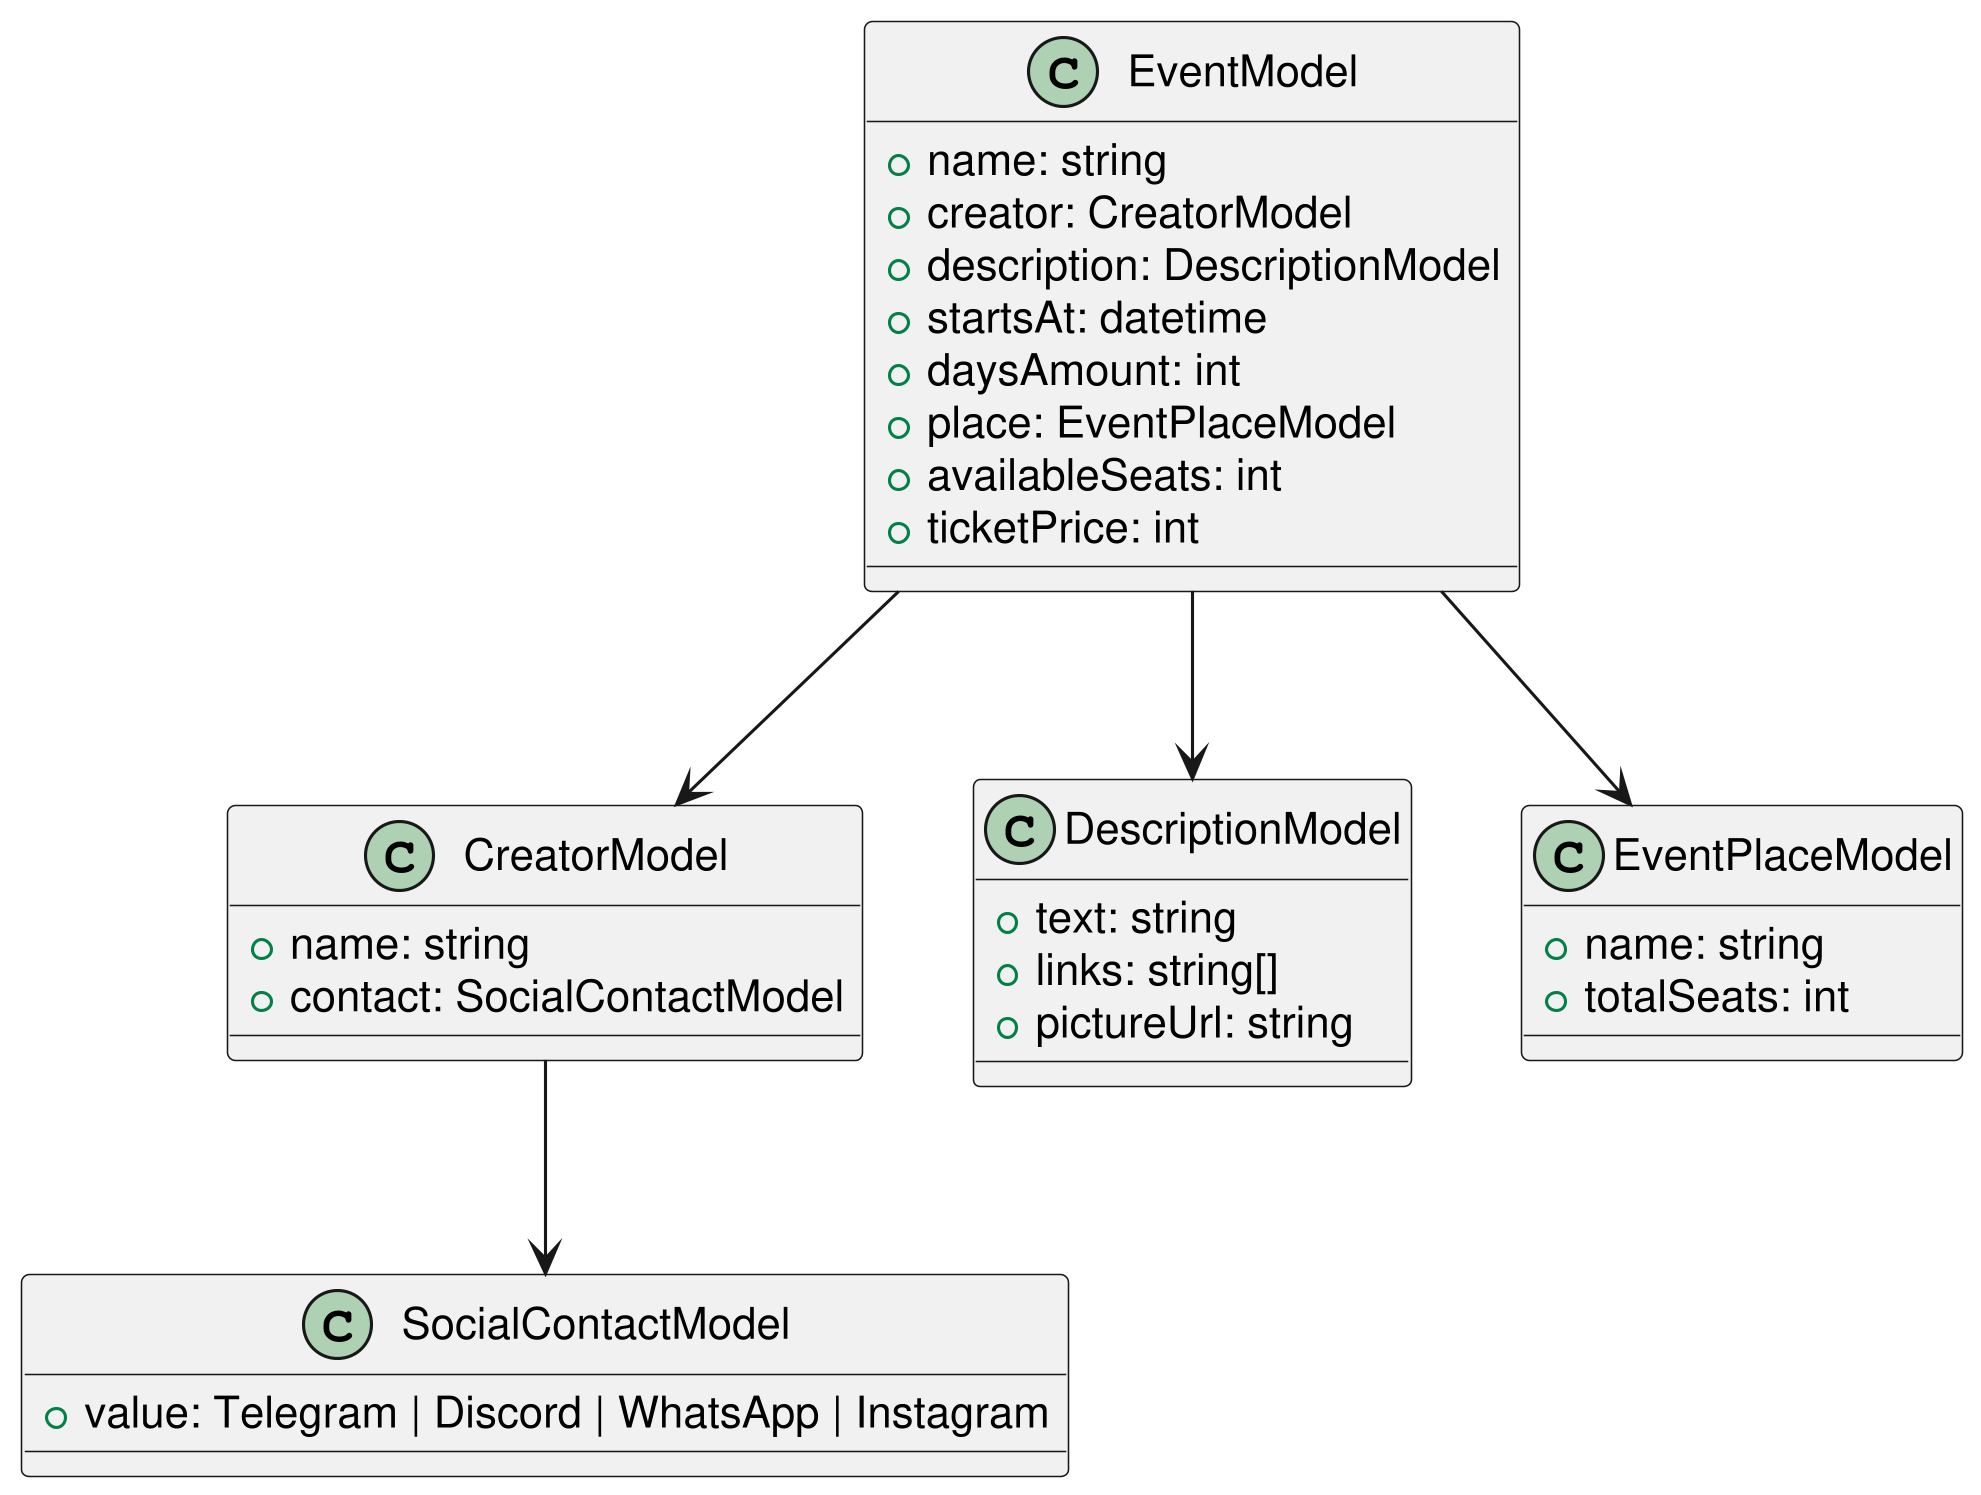 C EventModel
name: string
creator: CreatorModel
description: DescriptionModel
startsAt: datetime
daysAmount: int
place: EventPlaceModel
availableSeats: int
ticketPrice: int
C CreatorModel
name: string
contact: SocialContactModel
C DescriptionModel
text: string
links: string[]
pictureUrl: string
C EventPlaceModel
name: string
totalSeats: int
C SocialContactModel
value: Telegram | Discord | WhatsApp | Instagram